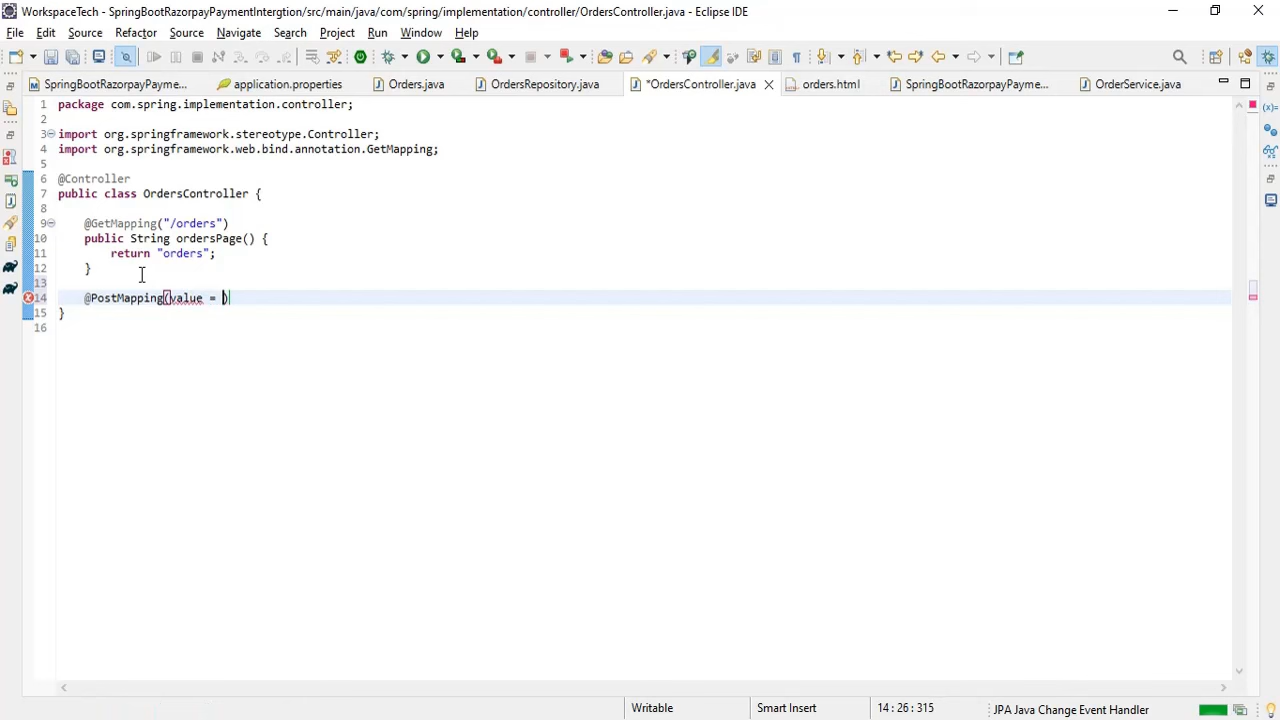 WorkspaceTech - SpringBootRazorpayPaymentIntergtion/src/main/java/com/spring/implementation/controller/OrdersController.java - Eclipse IDE
File Edit Source Refactor Source Navigate Search Project Run Window Help
SpringBootRazorpayPayme... application.properties Orders.java OrdersRepository.java *OrdersController.java orders.html SpringBootRazorpayPayme... OrderService.java
1 package com.spring.implementation.controller;
2
3 import org.springframework.stereotype.Controller;
4 import org.springframework.web.bind.annotation.GetMapping;
5
6 @Controller
7 public class OrdersController {
8
9 @GetMapping("/orders")
10 public String ordersPage() {
11 return "orders";
12 }
13
14 @PostMapping(value = )
15 }
16
Writable Smart Insert 14 : 26 : 315 JPA Java Change Event Handler